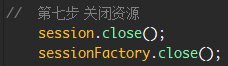 //  第七步 关闭资源
session.close();
sessionFactory.close();